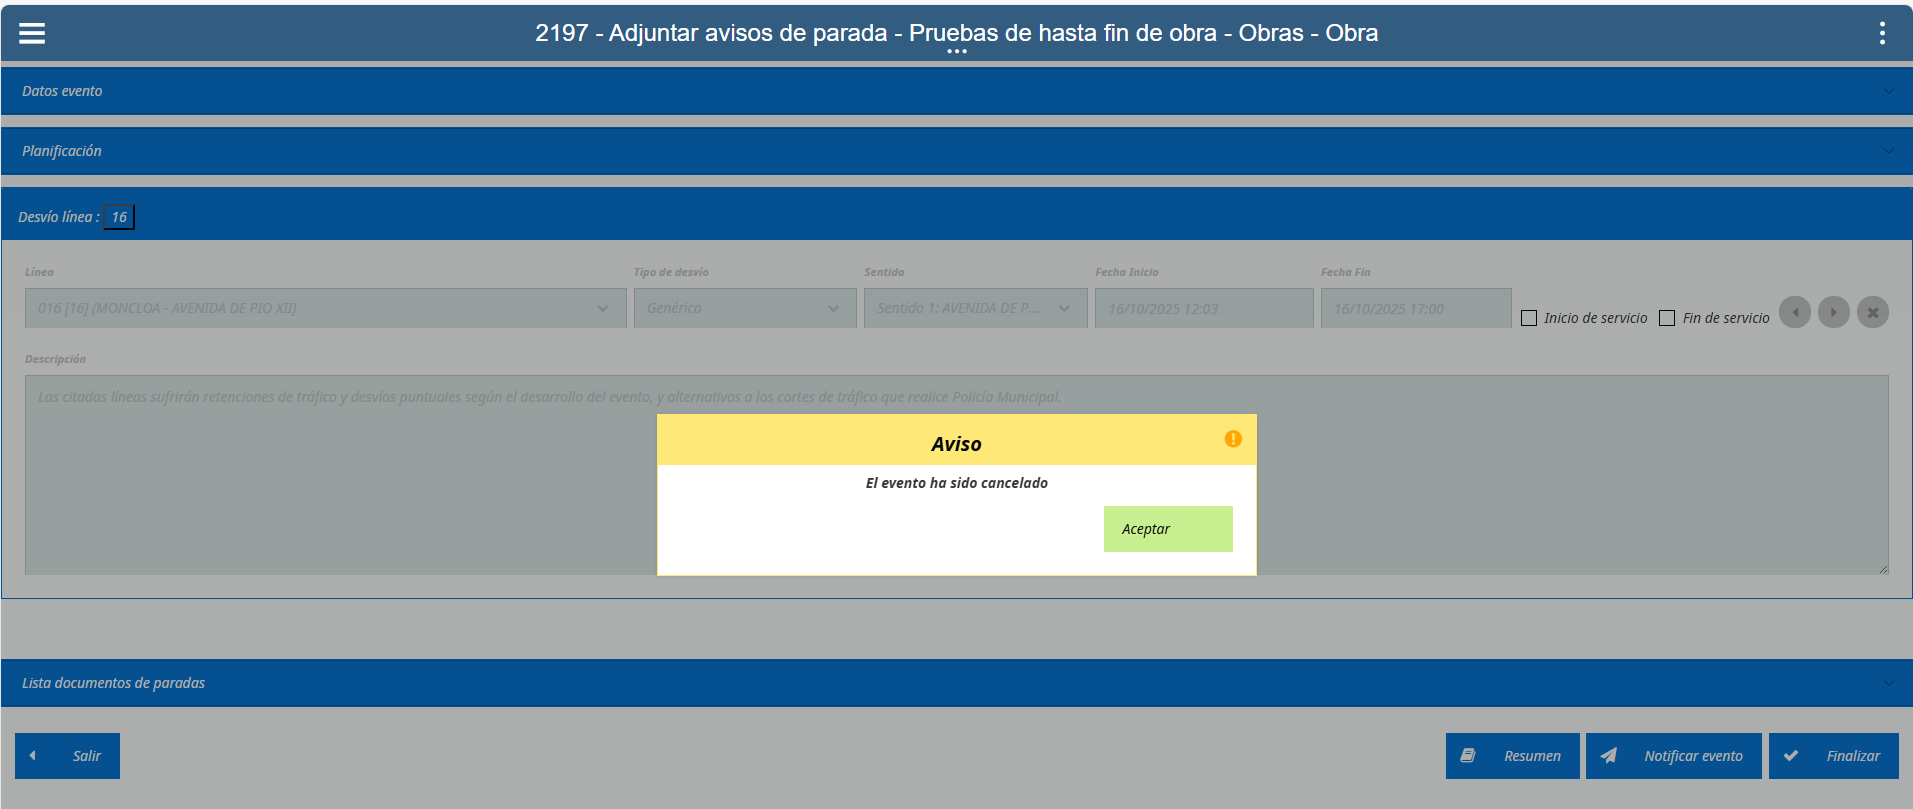 2197 - Adjuntar avisos de parada - Pruebas de hasta fin de obra - Obras - Obra
Datos evento
Planificación
Desvío línea : 16
Línea
Tipo de desvío
Sentido
Fecha Inicio
Fecha Fin
016 [16] (MONCLOA - AVENIDA DE PIO XII)
Genérico
Sentido 1: AVENIDA DE P...
16/10/2025 12:03
16/10/2025 17:00
Inicio de servicio
Fin de servicio
Descripción
Las citadas líneas sufrirán retenciones de tráfico y desvíos puntuales según el desarrollo del evento, y alternativos a los cortes de tráfico que realice Policía Municipal.
Aviso
El evento ha sido cancelado
Aceptar
Lista documentos de paradas
Salir
Resumen
Notificar evento
Finalizar